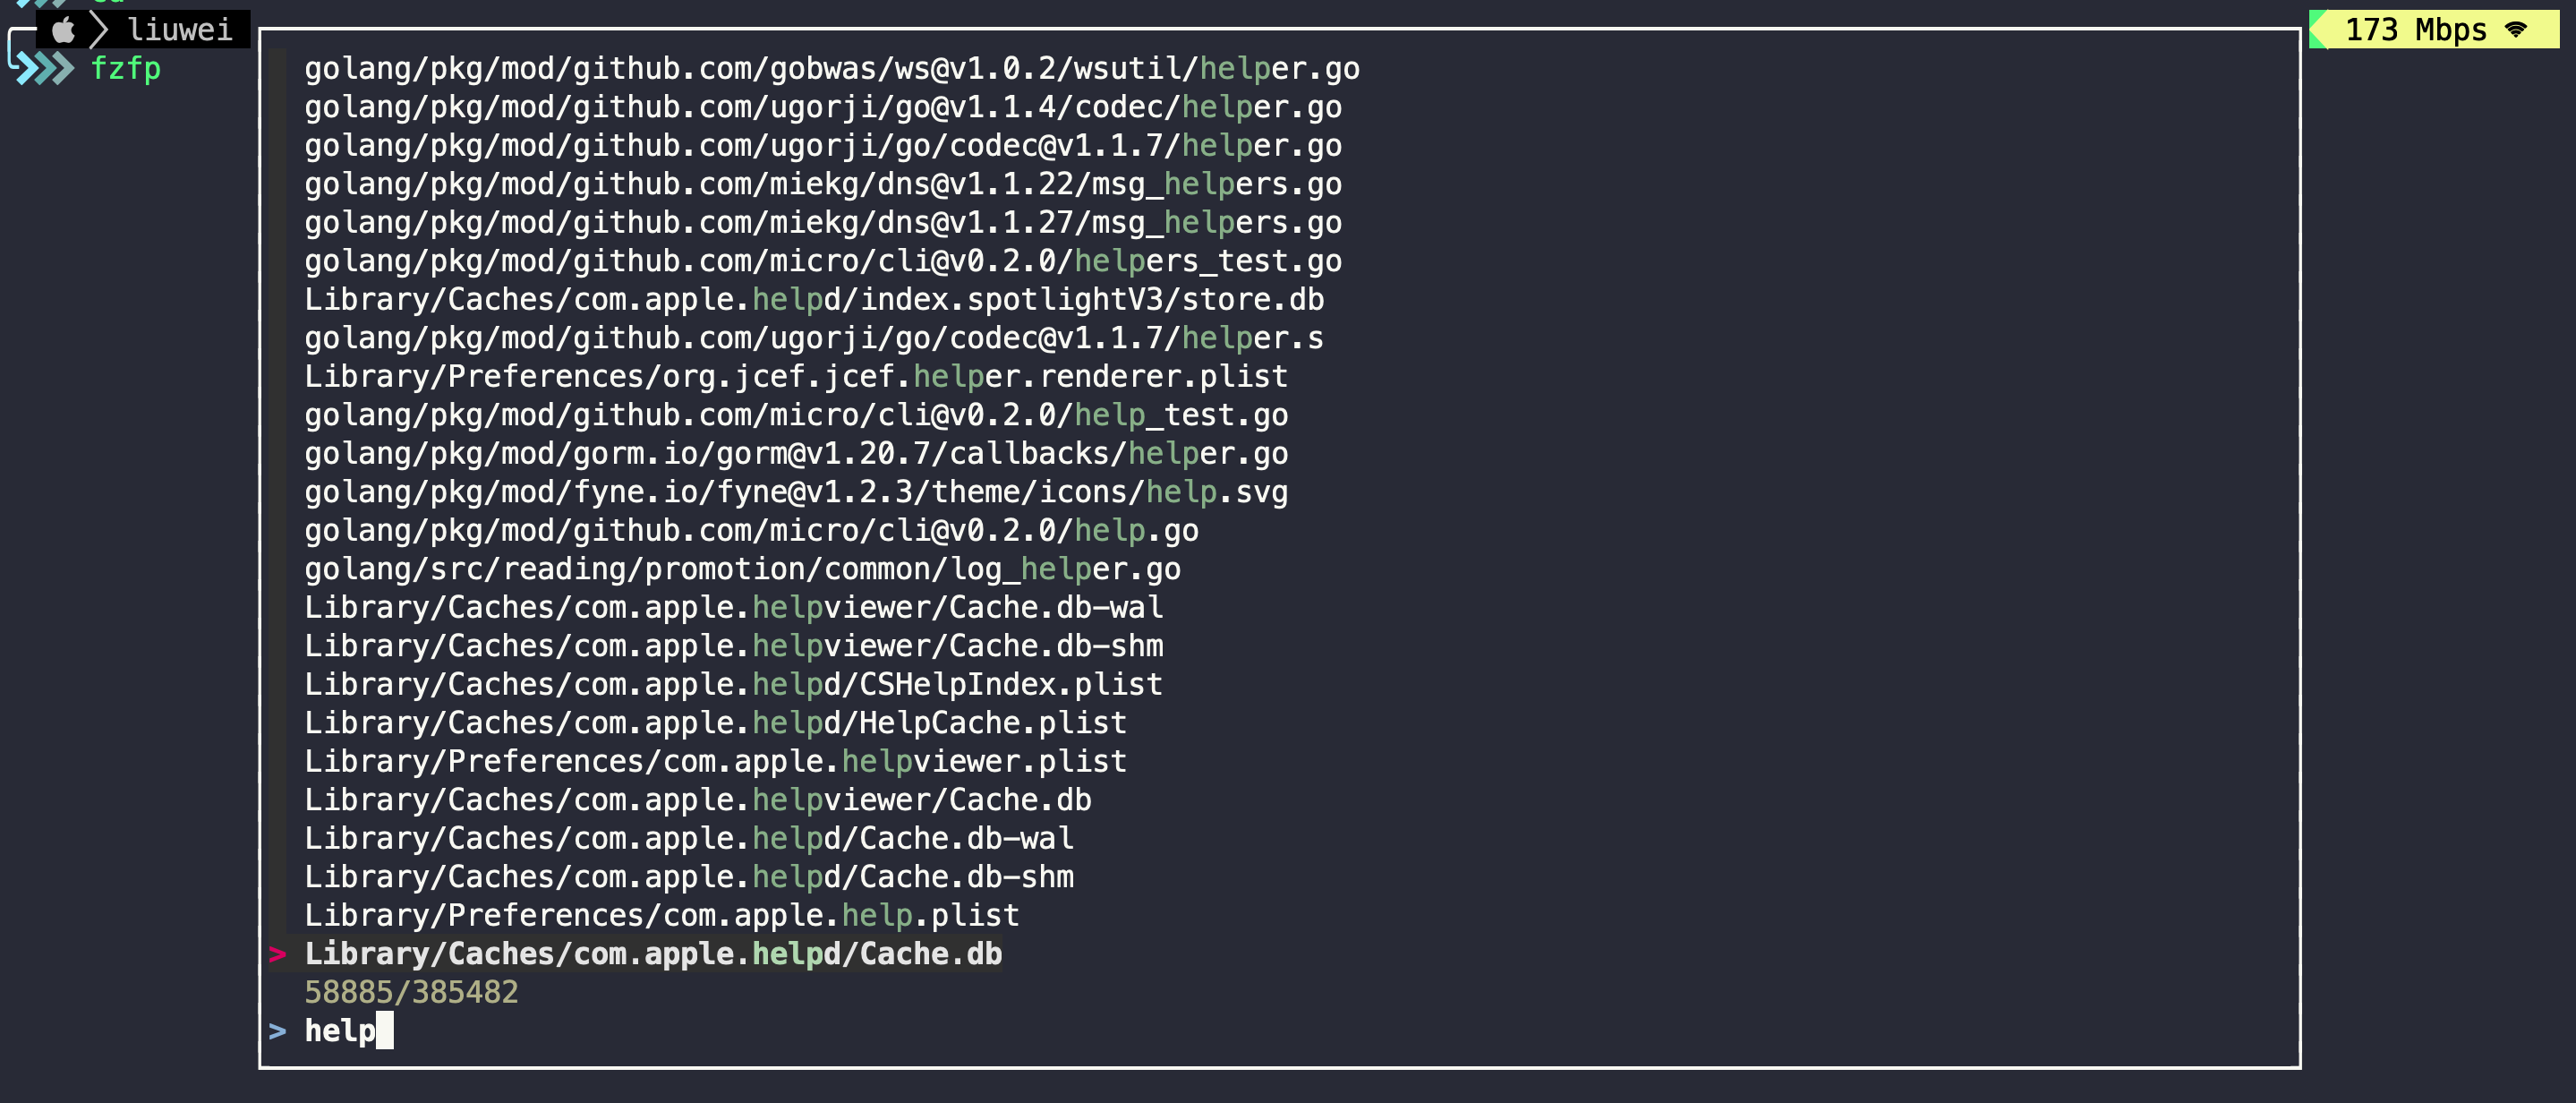 liuwei
173 Mbps
fzfp
golang/pkg/mod/github.com/gobwas/ws@v1.0.2/wsutil/helper.go
golang/pkg/mod/github.com/ugorji/go@v1.1.4/codec/helper.go
golang/pkg/mod/github.com/ugorji/go/codec@v1.1.7/helper.go
golang/pkg/mod/github.com/miekg/dns@v1.1.22/msg_helpers.go
golang/pkg/mod/github.com/miekg/dns@v1.1.27/msg_helpers.go
golang/pkg/mod/github.com/micro/cli@v0.2.0/helpers_test.go
Library/Caches/com.apple.helpd/index.spotlightV3/store.db
golang/pkg/mod/github.com/ugorji/go/codec@v1.1.7/helper.s
Library/Preferences/org.jcef.jcef.helper.renderer.plist
golang/pkg/mod/github.com/micro/cli@v0.2.0/help_test.go
golang/pkg/mod/gorm.io/gorm@v1.20.7/callbacks/helper.go
golang/pkg/mod/fyne.io/fyne@v1.2.3/theme/icons/help.svg
golang/pkg/mod/github.com/micro/cli@v0.2.0/help.go
golang/src/reading/promotion/common/log_helper.go
Library/Caches/com.apple.helpviewer/Cache.db-wal
Library/Caches/com.apple.helpviewer/Cache.db-shm
Library/Caches/com.apple.helpd/CSHelpIndex.plist
Library/Caches/com.apple.helpd/HelpCache.plist
Library/Preferences/com.apple.helpviewer.plist
Library/Caches/com.apple.helpviewer/Cache.db
Library/Caches/com.apple.helpd/Cache.db-wal
Library/Caches/com.apple.helpd/Cache.db-shm
Library/Preferences/com.apple.help.plist
> Library/Caches/com.apple.helpd/Cache.db
58885/385482
> help